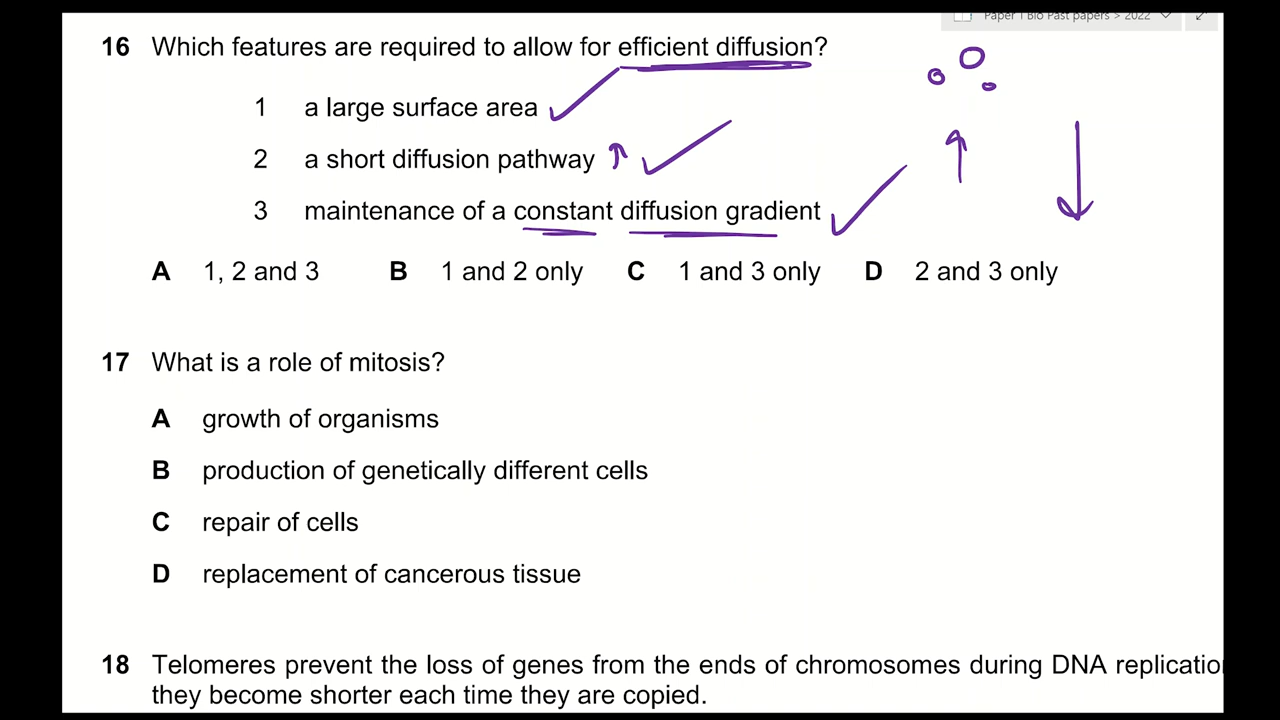 Paper 1 Bio Past papers > 2022
16 Which features are required to allow for efficient diffusion?
1 a large surface area
2 a short diffusion pathway
3 maintenance of a constant diffusion gradient
A 1, 2 and 3 B 1 and 2 only C 1 and 3 only D 2 and 3 only
17 What is a role of mitosis?
A growth of organisms
B production of genetically different cells
C repair of cells
D replacement of cancerous tissue
18 Telomeres prevent the loss of genes from the ends of chromosomes during DNA replicatio
they become shorter each time they are copied.